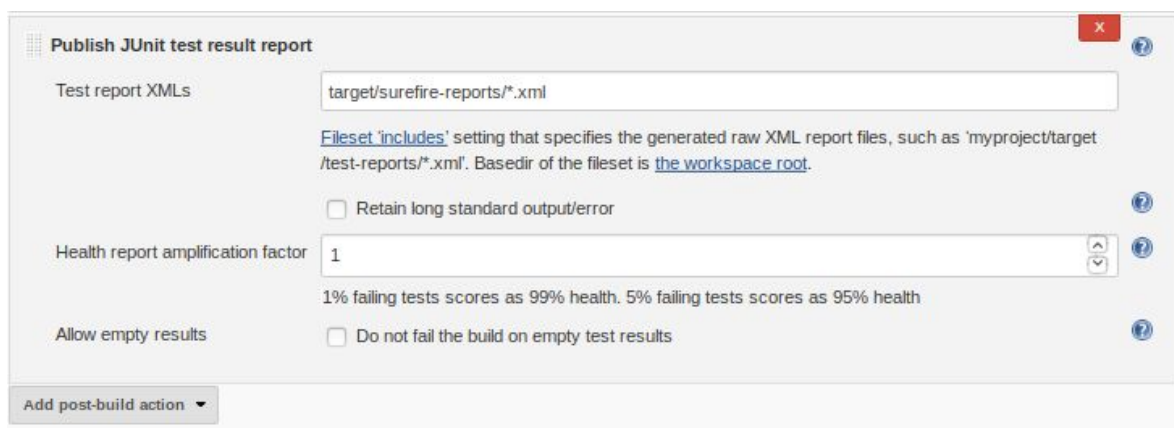 Publish JUnit test result report
X
Test report XMLs
target/surefire-reports/*.xml
Fileset 'includes' setting that specifies the generated raw XML report files, such as 'myproject/target
/test-reports/*.xml'. Basedir of the fileset is the workspace root.
Retain long standard output/error
Health report amplification factor
1
1% failing tests scores as 99% health. 5% failing tests scores as 95% health
Allow empty results
Do not fail the build on empty test results
Add post-build action